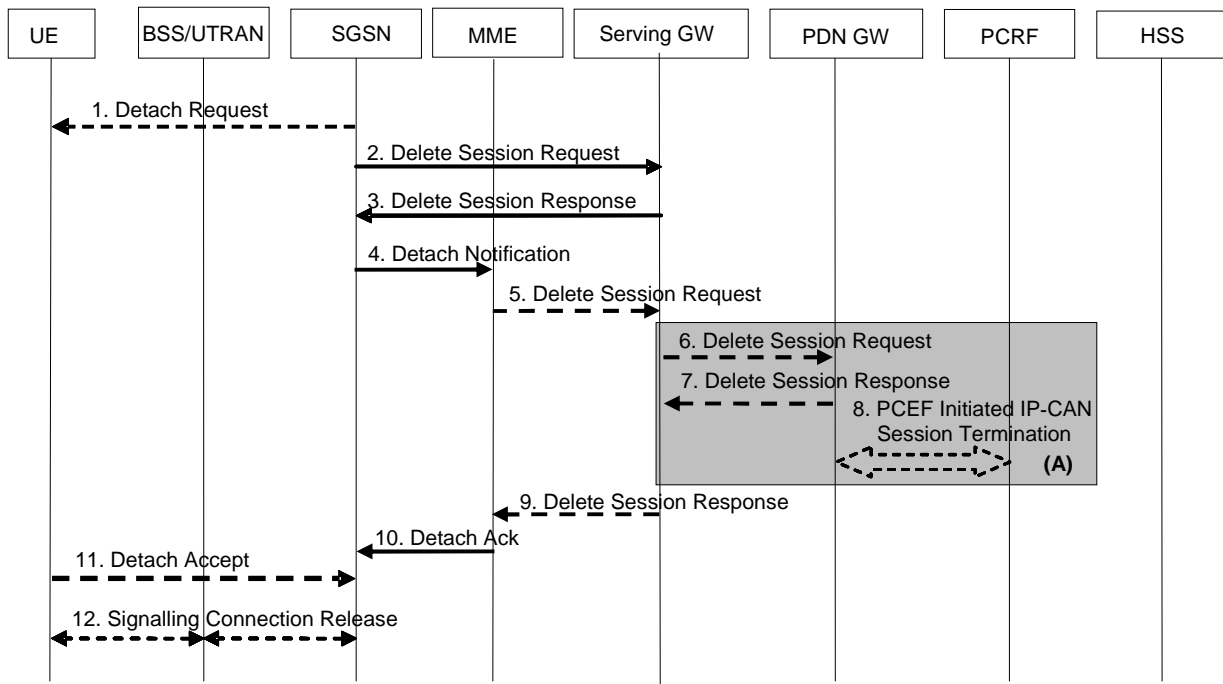 UE
BSS/UTRAN
SGSN
MME
Serving GW
PDN GW
PCRF
HSS
1. Detach Request
2. Delete Session Request
3. Delete Session Response
4. Detach Notification
5. Delete Session Request
6. Delete Session Request
7. Delete Session Response
8. PCEF Initiated IP-CAN
Session Termination
(A)
9. Delete Session Response
10. Detach Ack
11. Detach Accept
12. Signalling Connection Release